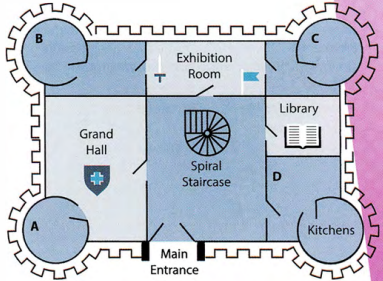 B
C
Exhibition
Room
Library
Grand
Hall
Spiral
Staircase
D
A
Kitchens
Main
Entrance